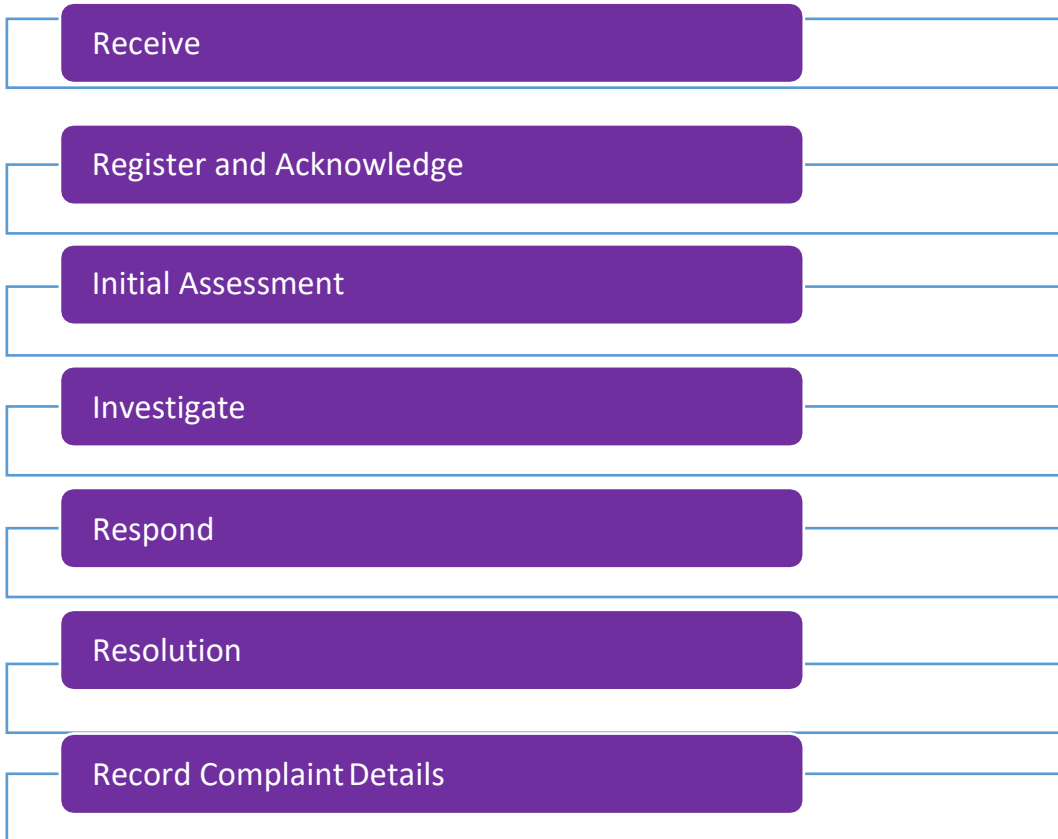 Receive
Register and Acknowledge
Initial Assessment
Investigate
Respond
Resolution
Record Complaint Details